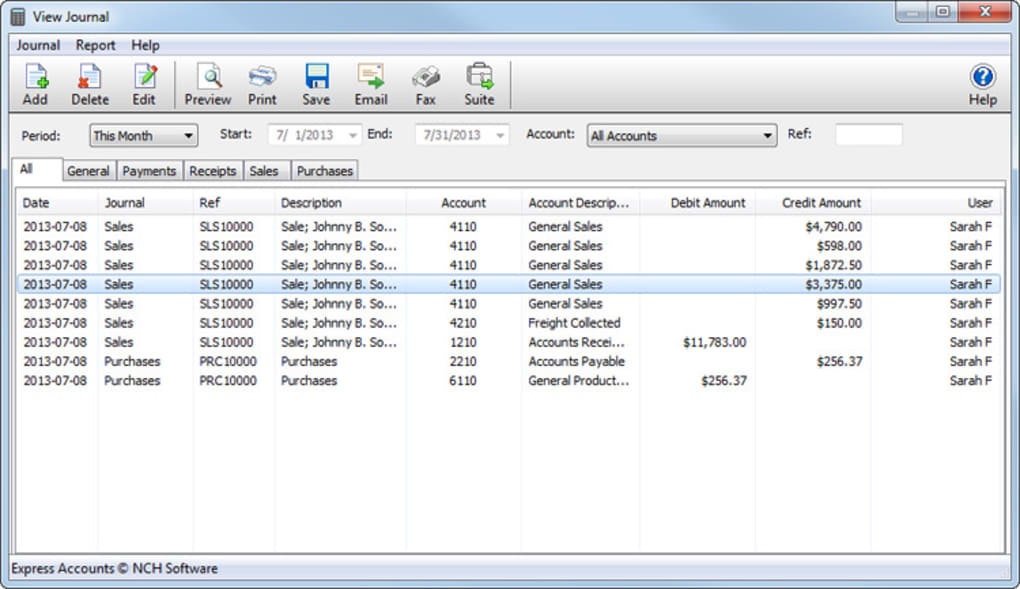 View Journal
Journal Report Help
Add Delete Edit Preview Print Save Email Fax Suite Help
Period: This Month Start: 7/ 1/2013 End: 7/31/2013 Account: All Accounts Ref:
All General Payments Receipts Sales Purchases
Date Journal Ref Description Account Account Descrip... Debit Amount Credit Amount User
2013-07-08 Sales SLS10000 Sale; Johnny B. So... 4110 General Sales $4,790.00 Sarah F
2013-07-08 Sales SLS10000 Sale; Johnny B. So... 4110 General Sales $598.00 Sarah F
2013-07-08 Sales SLS10000 Sale; Johnny B. So... 4110 General Sales $1,872.50 Sarah F
2013-07-08 Sales SLS10000 Sale; Johnny B. So... 4110 General Sales $3,375.00 Sarah F
2013-07-08 Sales SLS10000 Sale; Johnny B. So... 4110 General Sales $997.50 Sarah F
2013-07-08 Sales SLS10000 Sale; Johnny B. So... 4210 Freight Collected $150.00 Sarah F
2013-07-08 Sales SLS10000 Sale; Johnny B. So... 1210 Accounts Recei... $11,783.00 Sarah F
2013-07-08 Purchases PRC10000 Purchases 2210 Accounts Payable $256.37 Sarah F
2013-07-08 Purchases PRC10000 Purchases 6110 General Product... $256.37 Sarah F
Express Accounts © NCH Software